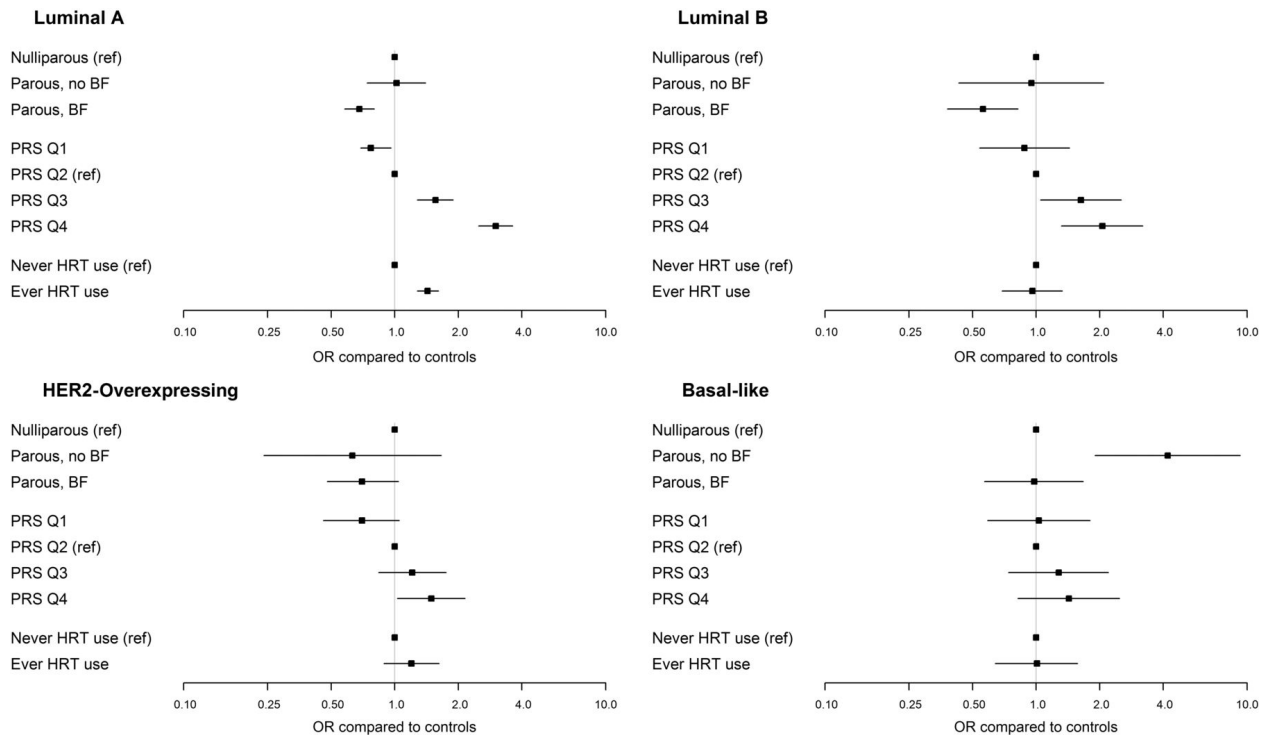 Luminal A
Nulliparous (ref)
Parous, no BF
Parous, BF
PRS Q1
PRS Q2 (ref)
PRS Q3
PRS Q4
Never HRT use (ref)
Ever HRT use
0.10 0.25 0.50 1.0 2.0 4.0 10.0
OR compared to controls
Luminal B
Nulliparous (ref)
Parous, no BF
Parous, BF
PRS Q1
PRS Q2 (ref)
PRS Q3
PRS Q4
Never HRT use (ref)
Ever HRT use
0.10 0.25 0.50 1.0 2.0 4.0 10.0
OR compared to controls
HER2-Overexpressing
Nulliparous (ref)
Parous, no BF
Parous, BF
PRS Q1
PRS Q2 (ref)
PRS Q3
PRS Q4
Never HRT use (ref)
Ever HRT use
0.10 0.25 0.50 1.0 2.0 4.0 10.0
OR compared to controls
Basal-like
Nulliparous (ref)
Parous, no BF
Parous, BF
PRS Q1
PRS Q2 (ref)
PRS Q3
PRS Q4
Never HRT use (ref)
Ever HRT use
0.10 0.25 0.50 1.0 2.0 4.0 10.0
OR compared to controls